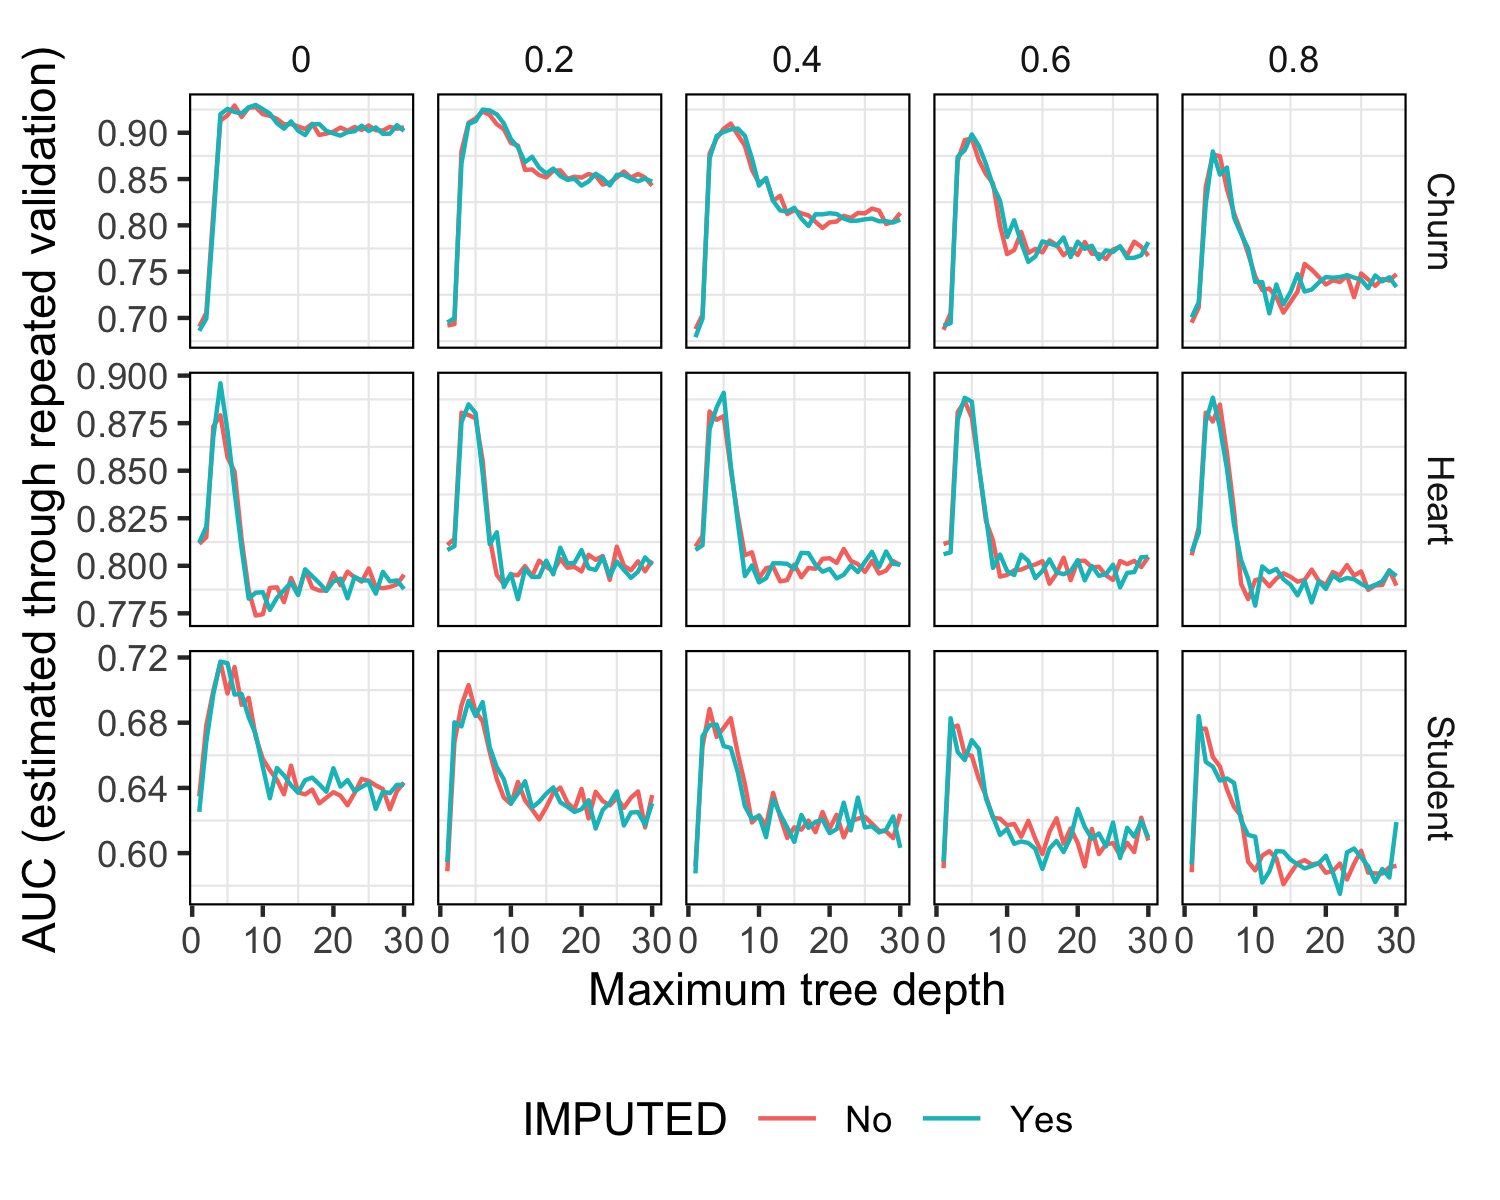 AUC (estimated through repeated validation)
0 0.2 0.4 0.6 0.8
0.90
0.85
0.80
0.75
0.70
Churn
0.900
0.875
0.850
0.825
0.800
0.775
Heart
0.72
0.68
0.64
0.60
Student
0 10 20 30 0 10 20 30 0 10 20 30 0 10 20 30 0 10 20 30
Maximum tree depth
IMPUTED No Yes